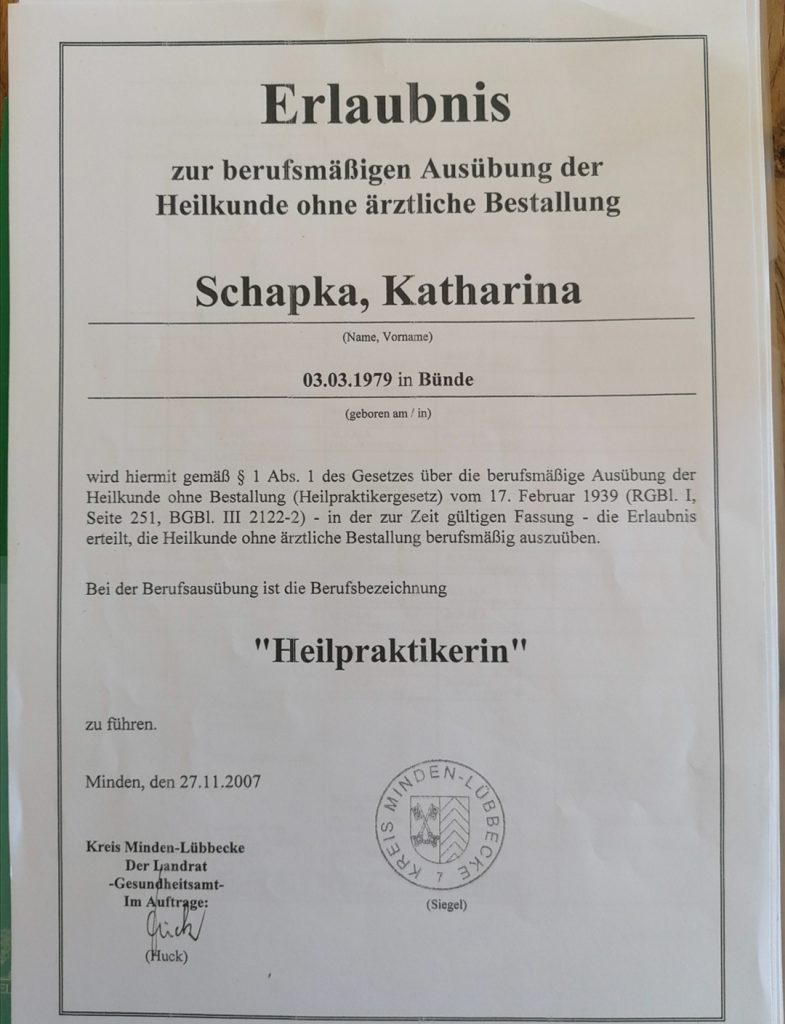 Erlaubnis
zur berufsmäßigen Ausübung der
Heilkunde ohne ärztliche Bestallung
Schapka, Katharina
(Name, Vorname)
03.03.1979 in Bünde
(geboren am / in)
wird hiermit gemäß § 1 Abs. 1 des Gesetzes über die berufsmäßige Ausübung der
Heilkunde ohne Bestallung (Heilpraktikergesetz) vom 17. Februar 1939 (RGBl. I,
Seite 251, BGBl. III 2122-2) - in der zur Zeit gültigen Fassung - die Erlaubnis
erteilt, die Heilkunde ohne ärztliche Bestallung berufsmäßig auszuüben.
Bei der Berufsausübung ist die Berufsbezeichnung
"Heilpraktikerin"
zu führen.
Minden, den 27.11.2007
KREIS MINDEN-LÜBBECKE
7
(Siegel)
Kreis Minden-Lübbecke
Der Landrat
-Gesundheitsamt-
Im Auftrage:
Huck
(Huck)